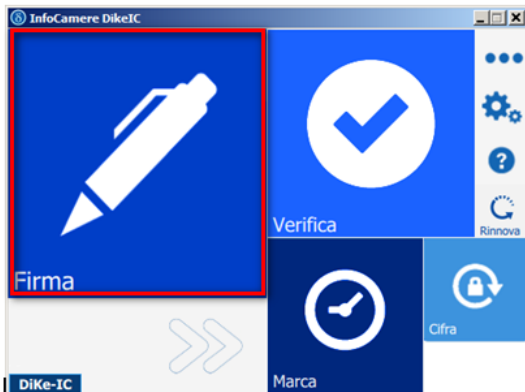 InfoCamere DikeIC
Firma
Verifica
Rinnova
Marca
Cifra
DiKe-IC